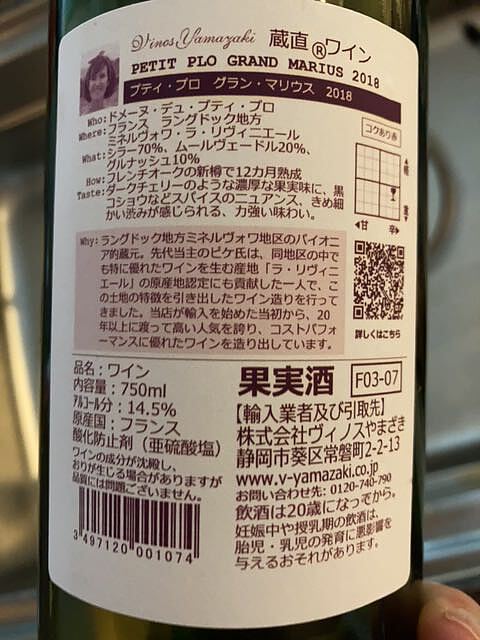 Vinos Yamazaki 蔵直®ワイン
PETIT PLO GRAND MARIUS 2018
プティ・プロ グラン・マリウス 2018
Who: ドメーヌ・デュ・プティ・プロ
Where: フランス ラングドック地方
ミネルヴォワ・ラ・リヴィニエール
What: シラー70%、ムールヴェードル20%、
グルナッシュ10%
How: フレンチオークの新樽で12カ月熟成
Taste: ダークチェリーのような濃厚な果実味に、黒
コショウなどスパイスのニュアンス、きめ細
かい渋みが感じられる、力強い味わい。
コクあり赤
軽
重
甘
辛
詳しくはこちら
Why: ラングドック地方ミネルヴォワ地区のパイオニ
ア的蔵元。先代当主のピケ氏は、同地区の中で
も特に優れたワインを生む産地「ラ・リヴィニ
エール」の原産地認定にも貢献した一人で、こ
の土地の特徴を引き出したワイン造りを行って
きました。当店が輸入を始めた当初から、20
年以上に渡って高い人気を誇り、コストパフォ
ーマンスに優れたワインを造り出しています。
品名：ワイン
内容量：750ml
ｱﾙｺｰﾙ分：14.5%
原産国：フランス
酸化防止剤（亜硫酸塩）
ワインの成分が沈殿し、
おりが生じる場合がありますが
品質には問題ございません。
3 497120 001074
果実酒 F03-07
【輸入業者及び引取先】
株式会社ヴィノスやまざき
静岡市葵区常磐町2-2-13
www.v-yamazaki.co.jp
お問い合わせ先: 0120-740-790
飲酒は20歳になってから。
妊娠中や授乳期の飲酒は、
胎児・乳児の発育に悪影響を
与えるおそれがあります。